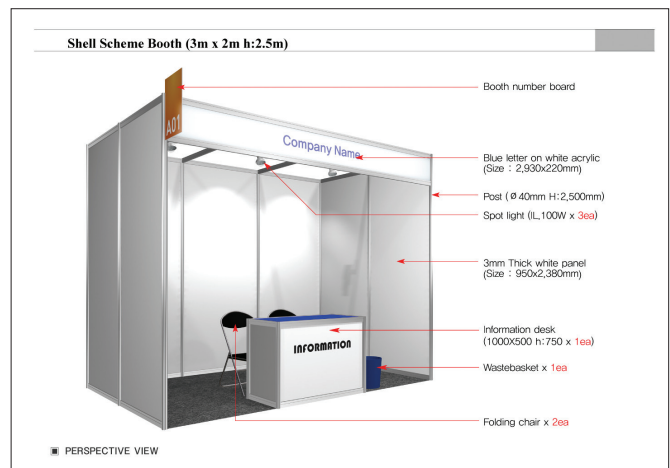 Shell Scheme Booth (3m x 2m h:2.5m)
Booth number board
A01
Company Name
Blue letter on white acrylic
(Size : 2,930x220mm)
Post (Ø40mm H:2,500mm)
Spot light (IL,100W x 3ea)
3mm Thick white panel
(Size : 950x2,380mm)
Information desk
(1000X500 h:750 x 1ea)
INFORMATION
Wastebasket x 1ea
Folding chair x 2ea
▣ PERSPECTIVE VIEW